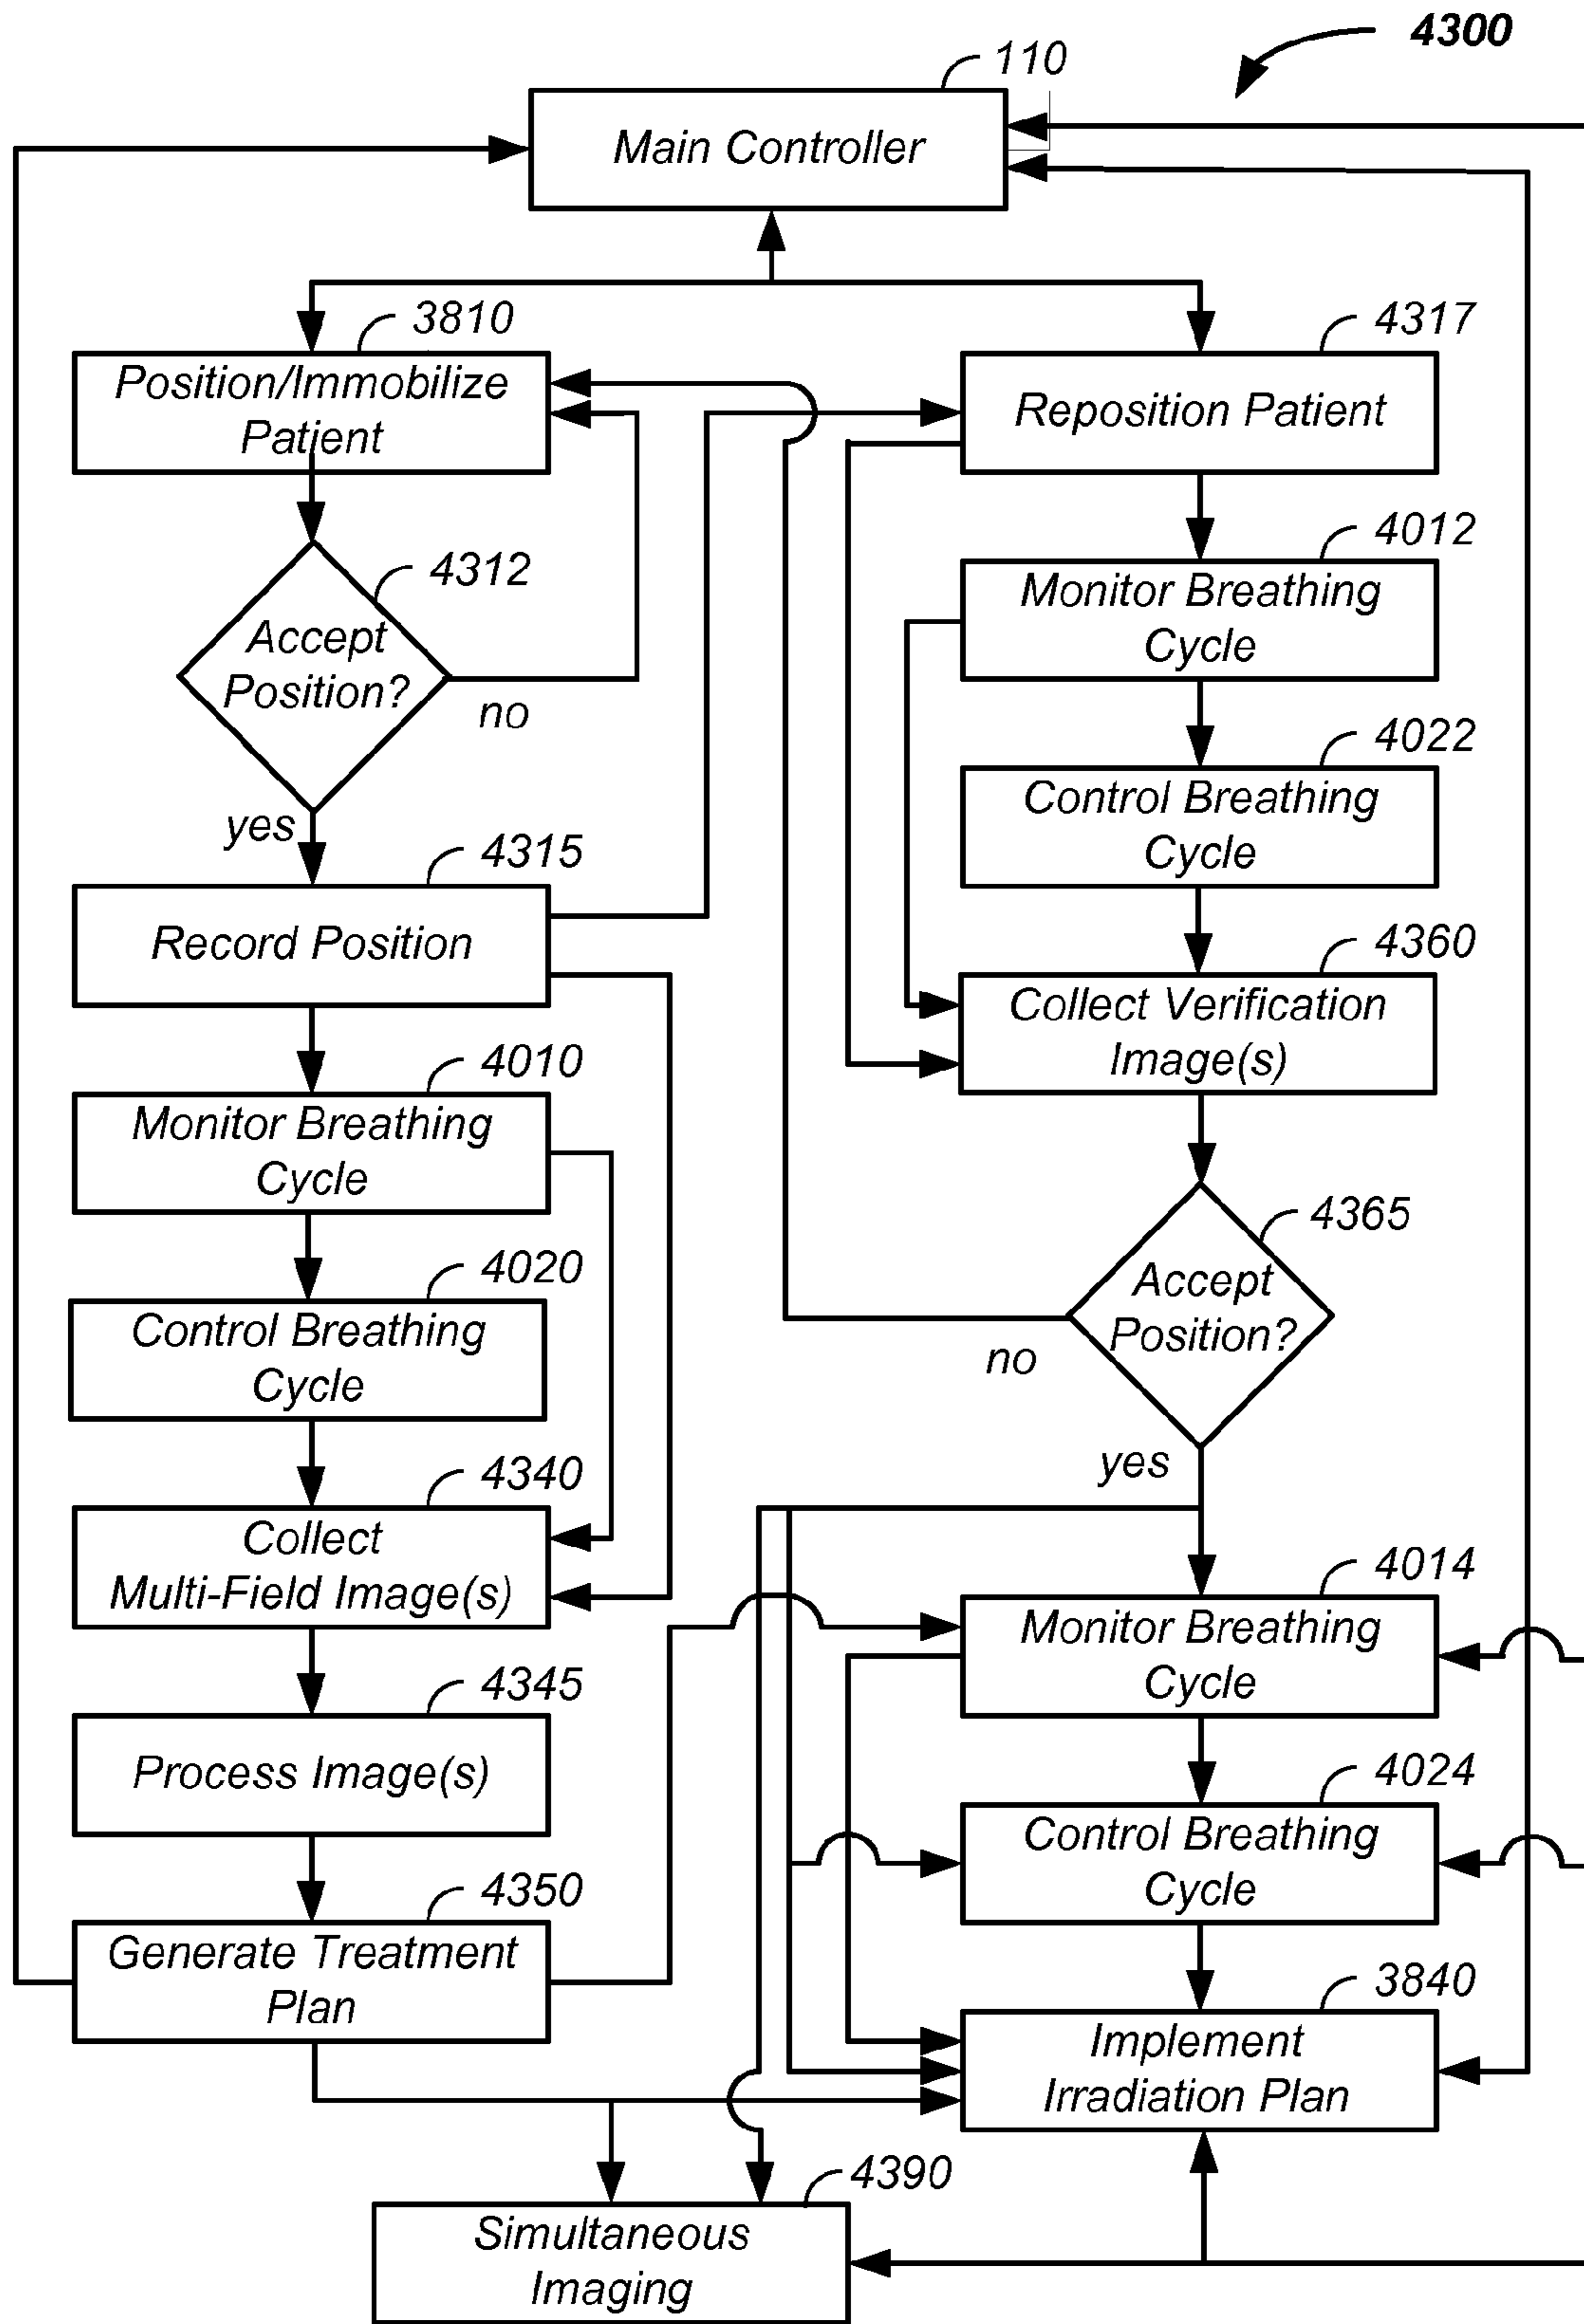 4300
110
Main Controller
3810
Position/Immobilize
Patient
4312
Accept
Position?
no
yes
4315
Record Position
4010
Monitor Breathing
Cycle
4020
Control Breathing
Cycle
4340
Collect
Multi-Field Image(s)
4345
Process Image(s)
4350
Generate Treatment
Plan
4317
Reposition Patient
4012
Monitor Breathing
Cycle
4022
Control Breathing
Cycle
4360
Collect Verification
Image(s)
4365
Accept
Position?
no
yes
4014
Monitor Breathing
Cycle
4024
Control Breathing
Cycle
3840
Implement
Irradiation Plan
4390
Simultaneous
Imaging